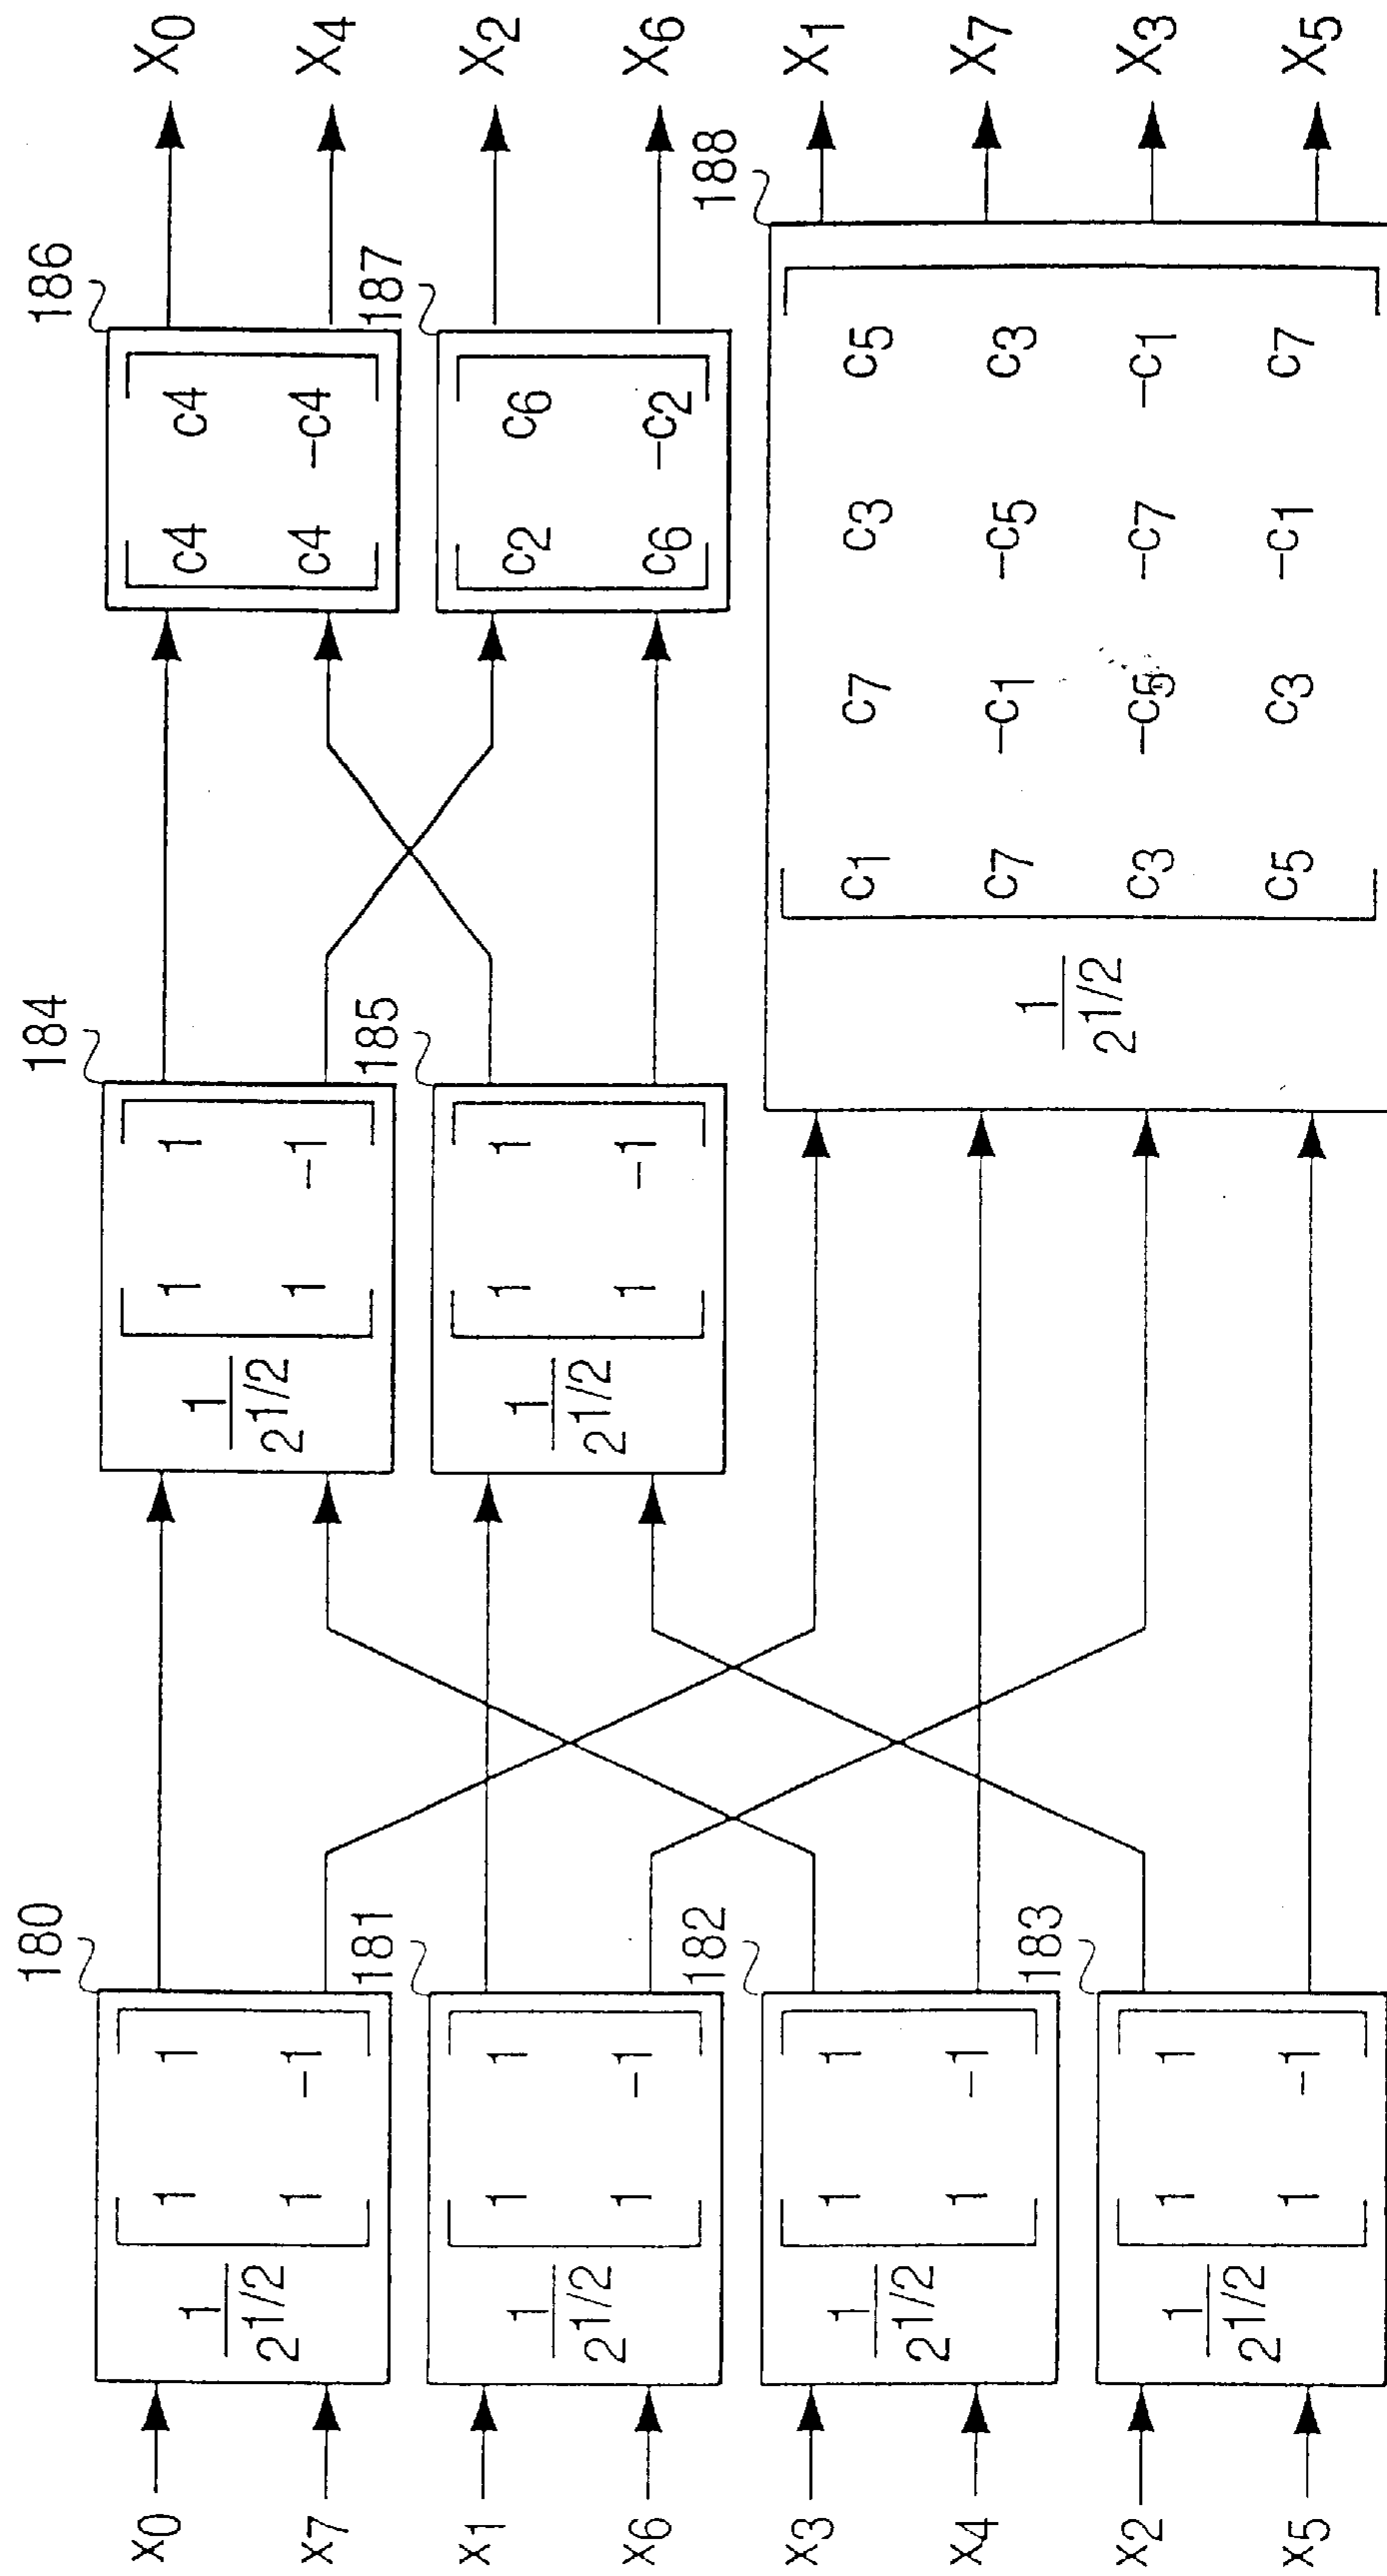 180
x0
x7
1/2^1/2 [1 1
1 -1]
X0
181
x1
x6
1/2^1/2 [1 1
1 -1]
182
x3
x4
1/2^1/2 [1 1
1 -1]
183
x2
x5
1/2^1/2 [1 1
1 -1]
184
1/2^1/2 [1 1
1 -1]
185
1/2^1/2 [1 1
1 -1]
186
c4 c4
c4 -c4
187
c2 c6
c6 -c2
188
1/2^1/2
c1 c7 c3 c5
c7 -c1 -c5 c3
c3 -c5 -c7 -c1
c5 c3 -c1 c7
X4
X2
X6
X1
X7
X3
X5